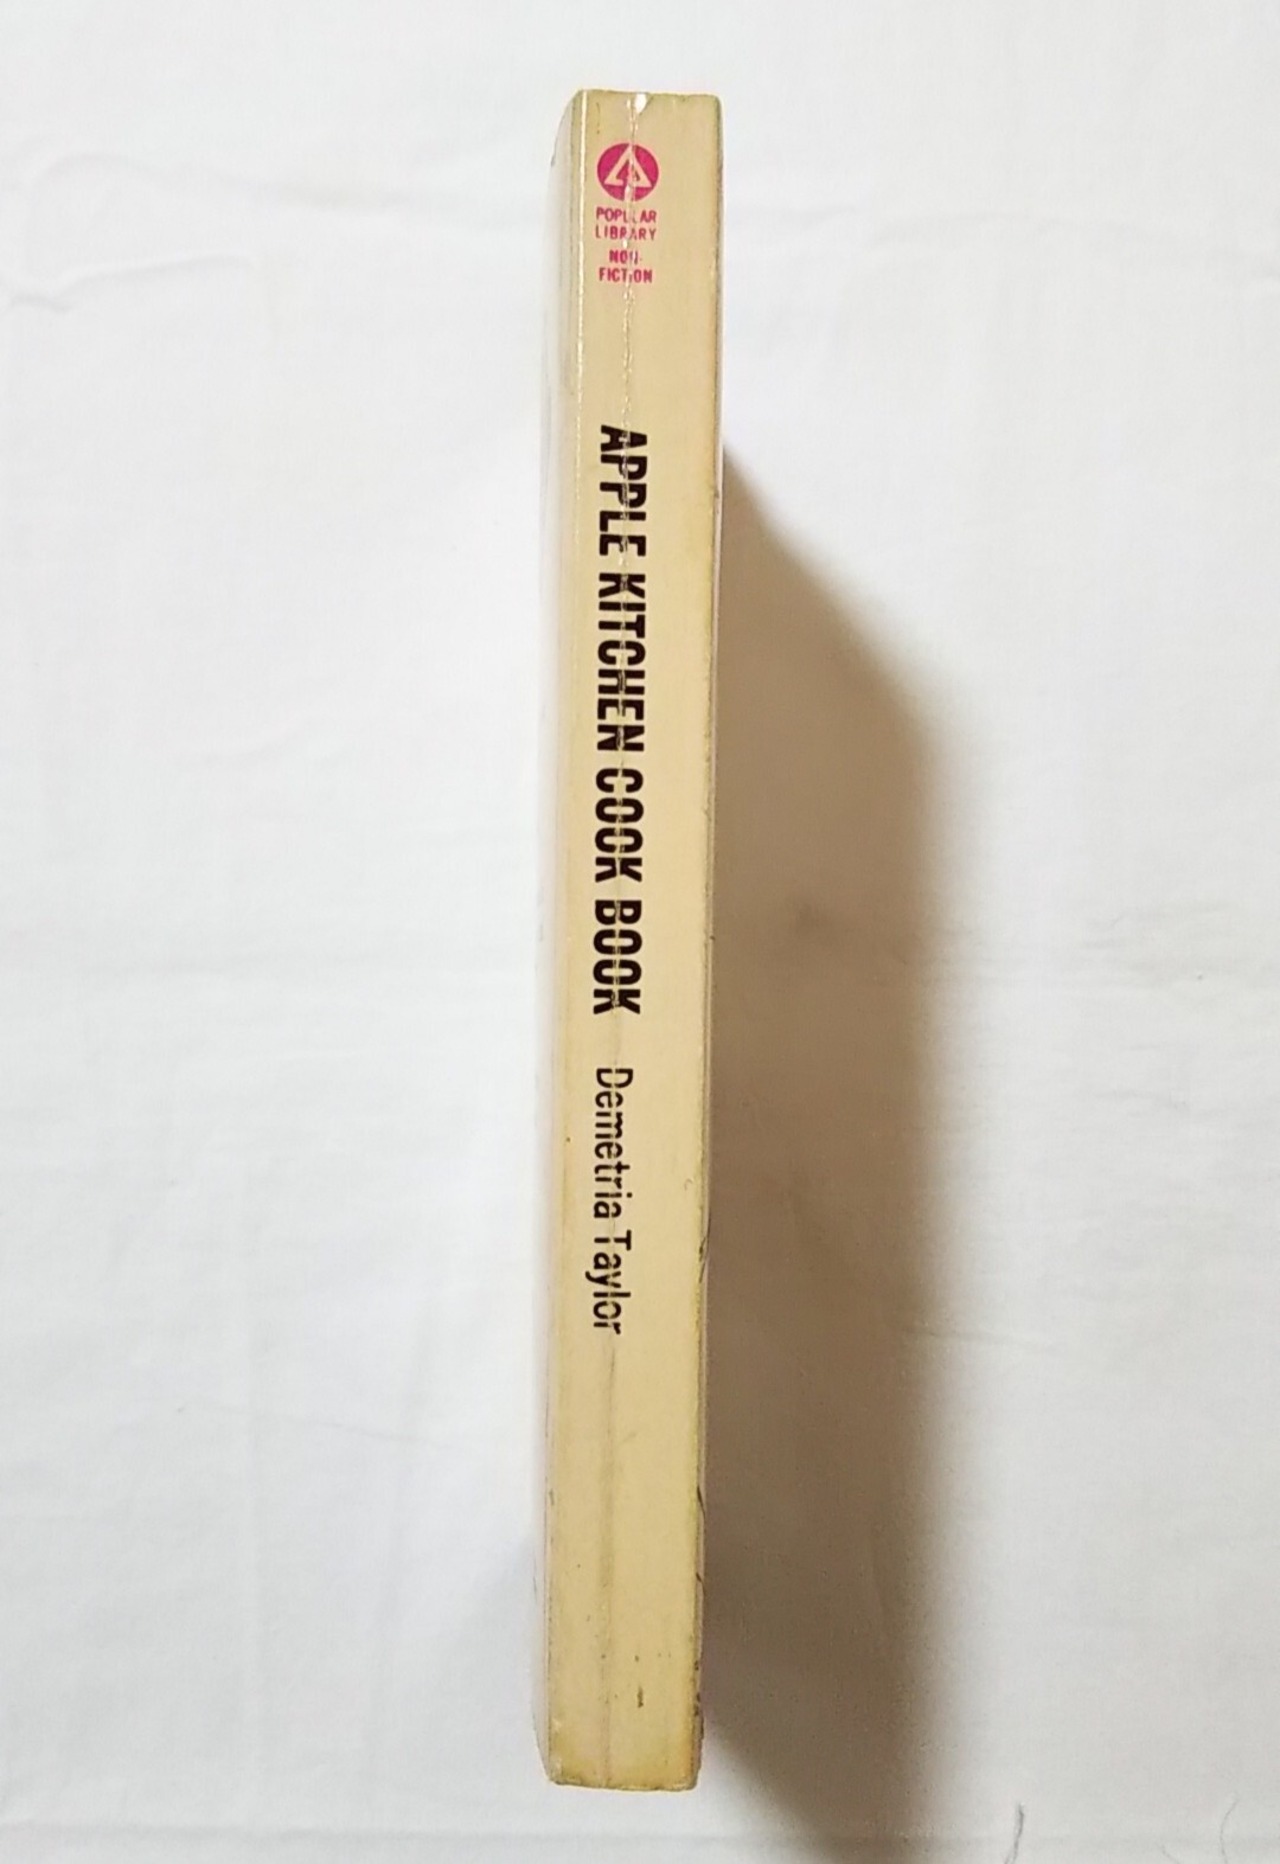 POPULAR
LIBRARY
NON-
FICTION
APPLE KITCHEN COOK BOOK Demetria Taylor